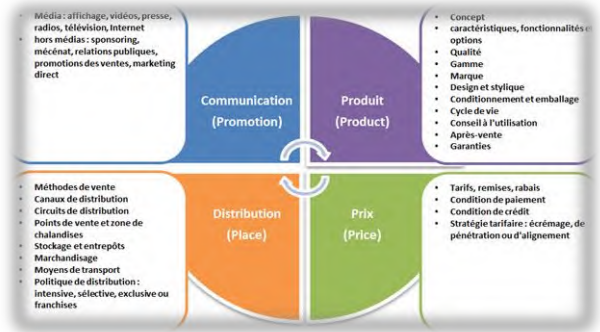 Média : affichage, vidéos, presse,
radios, télévision, Internet
hors médias : sponsoring,
mécénat, relations publiques,
promotions des ventes, marketing
direct
Communication
(Promotion)
Produit
(Product)
Concept
caractéristiques, fonctionnalités et
options
Qualité
Gamme
Marque
Design et stylique
Conditionnement et emballage
Cycle de vie
Conseil à l'utilisation
Après-vente
Garanties
Méthodes de vente
Canaux de distribution
Circuits de distribution
Points de vente et zone de
chalandises
Stockage et entrepôts
Marchandisage
Moyens de transport
Politique de distribution :
intensive, sélective, exclusive ou
franchises
Distribution
(Place)
Prix
(Price)
Tarifs, remises, rabais
Condition de paiement
Condition de crédit
Stratégie tarifaire : écrémage, de
pénétration ou d'alignement